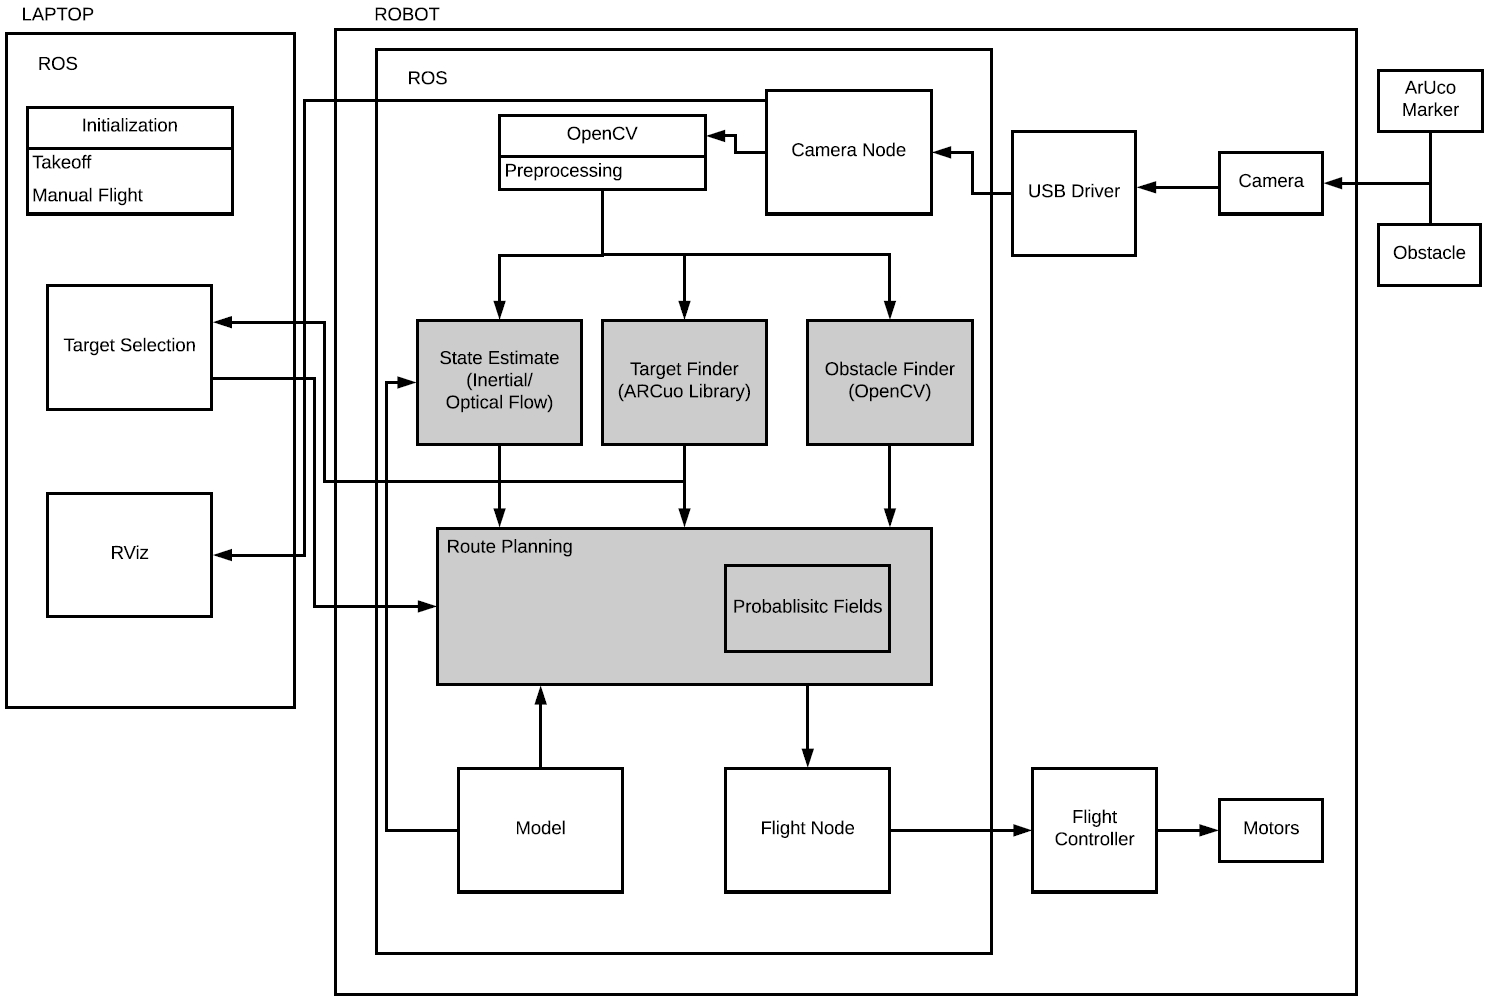 LAPTOP
ROBOT
ROS
ROS
Initialization
Takeoff
Manual Flight
OpenCV
Preprocessing
Camera Node
USB Driver
Camera
ArUco
Marker
Obstacle
Target Selection
State Estimate
(Inertial/
Optical Flow)
Target Finder
(ARCuo Library)
Obstacle Finder
(OpenCV)
RViz
Route Planning
Probablisitc Fields
Model
Flight Node
Flight
Controller
Motors